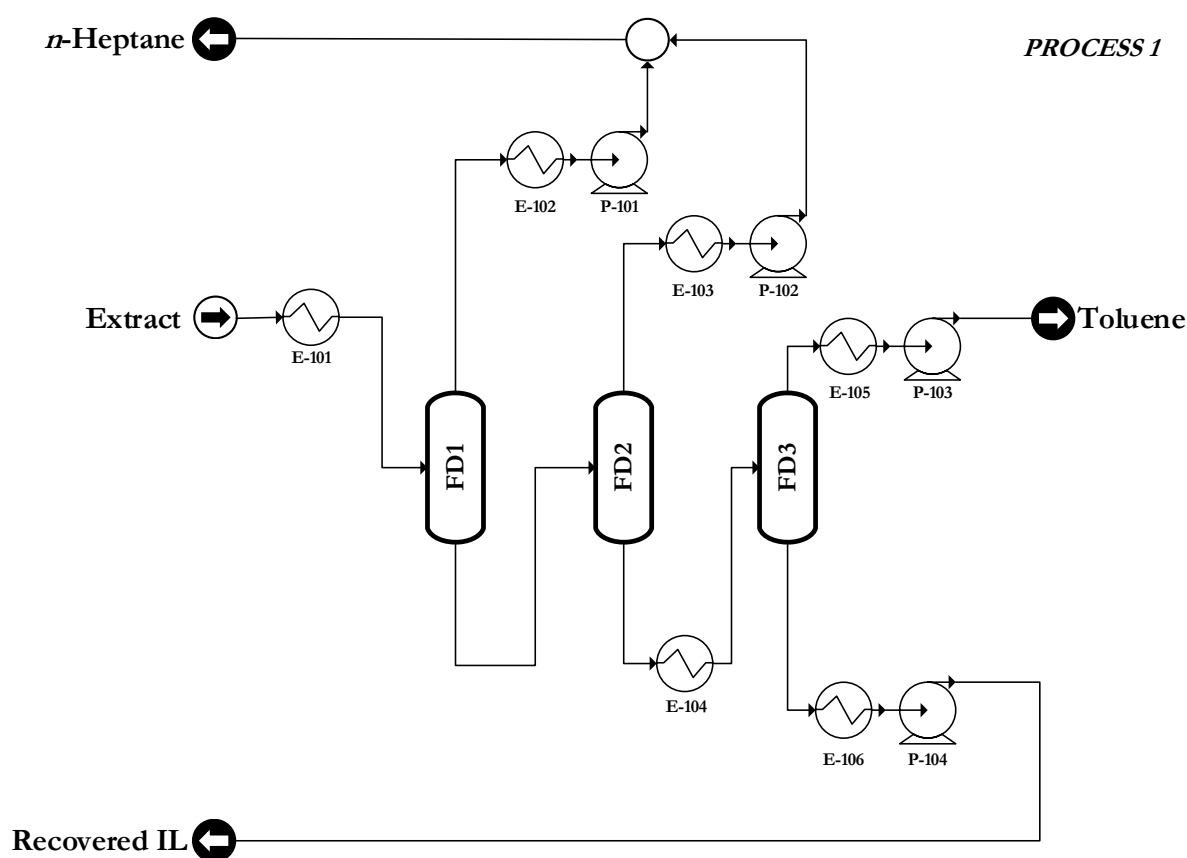 n-Heptane
PROCESS 1
E-102
P-101
E-103
P-102
Extract
E-101
Toluene
E-105
P-103
FD1
FD2
FD3
E-104
E-106
P-104
Recovered IL